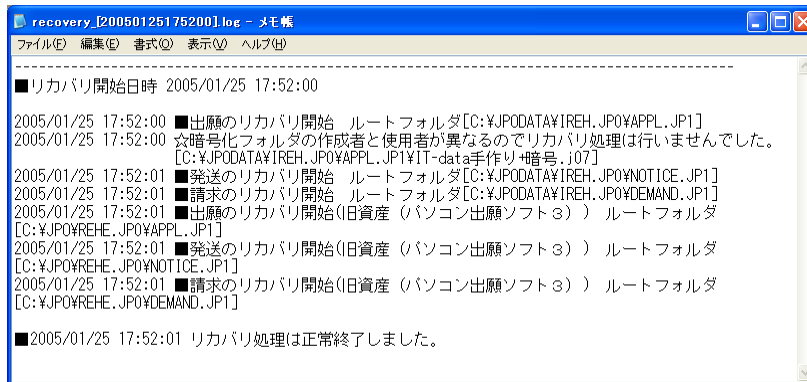 recovery_[20050125175200].log - メモ帳
ファイル(F) 編集(E) 書式(O) 表示(V) ヘルプ(H)
--------------------------------------------------------------------------------
■リカバリ開始日時 2005/01/25 17:52:00
2005/01/25 17:52:00 ■出願のリカバリ開始 ルートフォルダ[C:¥JPODATA¥IREH.JPO¥APPL.JP1]
2005/01/25 17:52:00 ☆暗号化フォルダの作成者と使用者が異なるのでリカバリ処理は行いませんでした。
[C:¥JPODATA¥IREH.JPO¥APPL.JP1¥IT-data手作り+暗号.j07]
2005/01/25 17:52:01 ■発送のリカバリ開始 ルートフォルダ[C:¥JPODATA¥IREH.JPO¥NOTICE.JP1]
2005/01/25 17:52:01 ■請求のリカバリ開始 ルートフォルダ[C:¥JPODATA¥IREH.JPO¥DEMAND.JP1]
2005/01/25 17:52:01 ■出願のリカバリ開始(旧資産(パソコン出願ソフト3)) ルートフォルダ
[C:¥JPO¥REHE.JPO¥APPL.JP1]
2005/01/25 17:52:01 ■発送のリカバリ開始(旧資産(パソコン出願ソフト3)) ルートフォルダ
[C:¥JPO¥REHE.JPO¥NOTICE.JP1]
2005/01/25 17:52:01 ■請求のリカバリ開始(旧資産(パソコン出願ソフト3)) ルートフォルダ
[C:¥JPO¥REHE.JPO¥DEMAND.JP1]
■2005/01/25 17:52:01 リカバリ処理は正常終了しました。